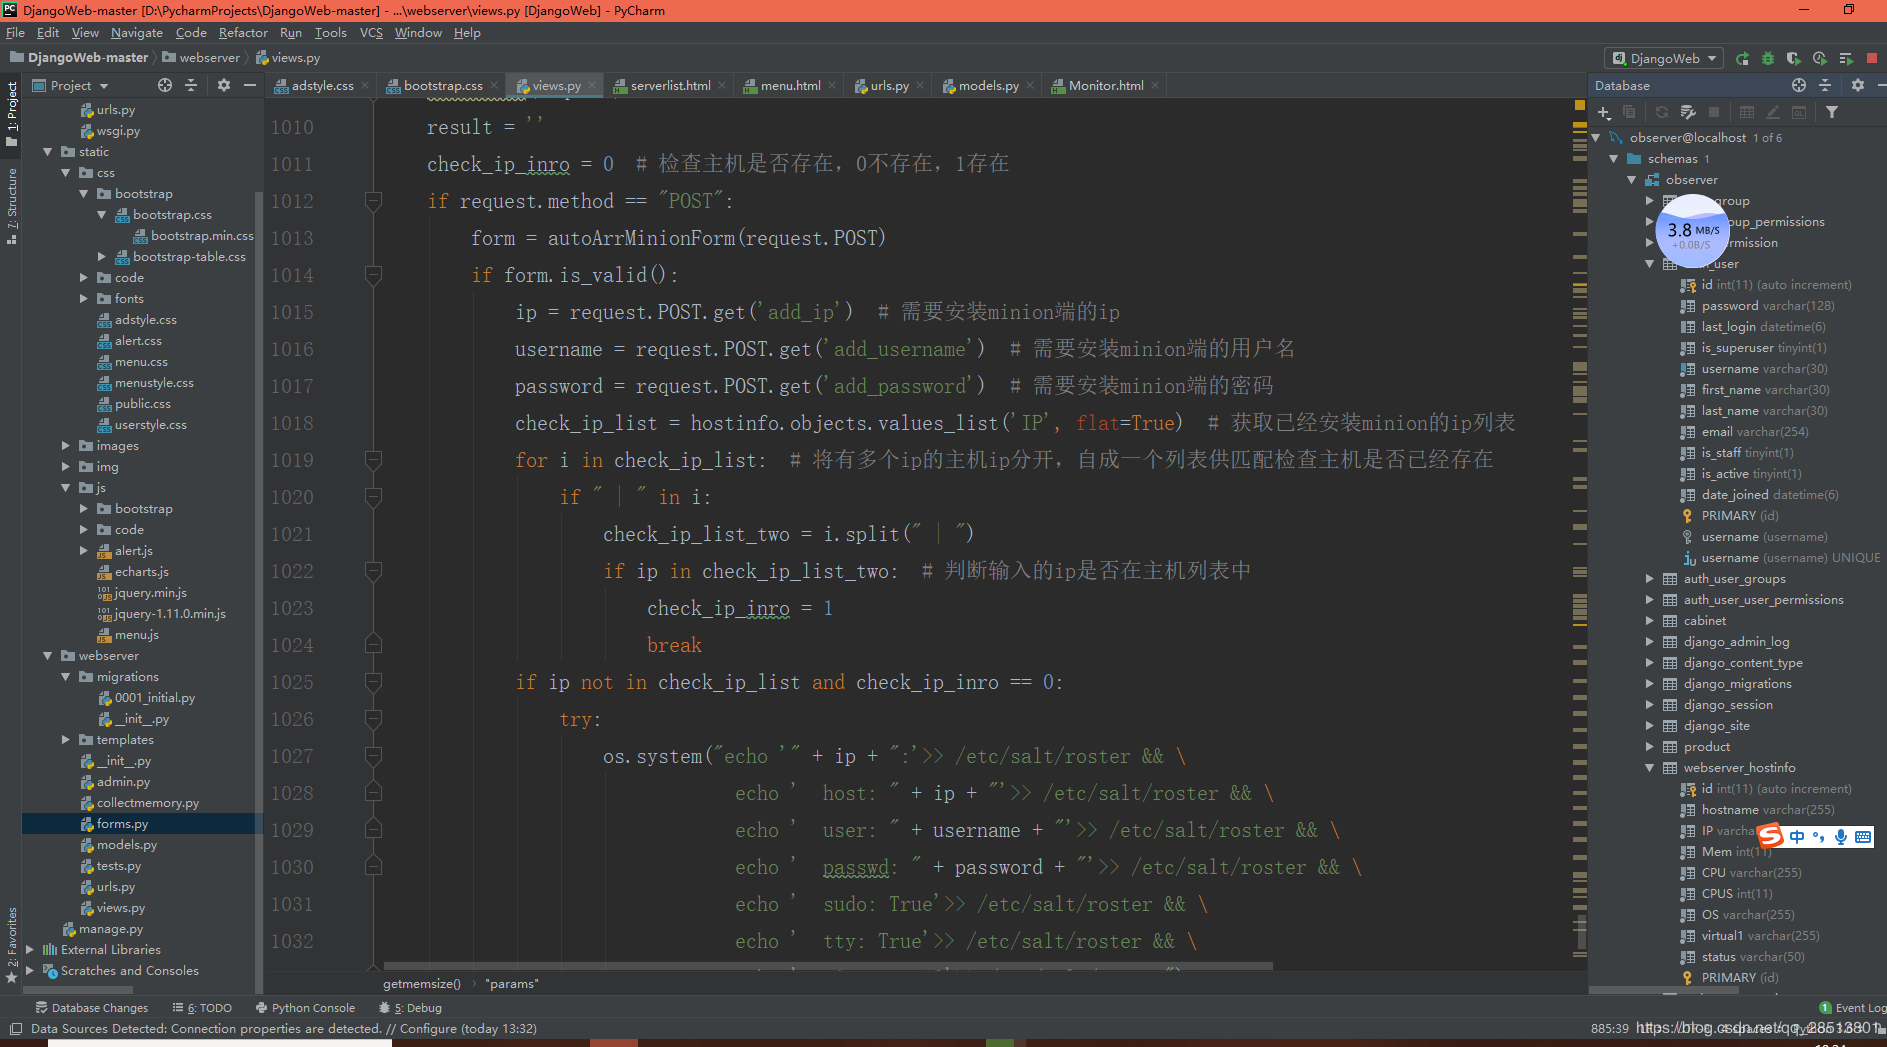 DjangoWeb-master [D:\PycharmProjects\DjangoWeb-master] - ...\webserver\views.py [DjangoWeb] - PyCharm
File Edit View Navigate Code Refactor Run Tools VCS Window Help
DjangoWeb-master webserver views.py
DjangoWeb
Project
adstyle.css bootstrap.css views.py serverlist.html menu.html urls.py models.py Monitor.html
Database
1: Project
7: Structure
2: Favorites
urls.py
wsgi.py
static
css
bootstrap
bootstrap.css
bootstrap.min.css
bootstrap-table.css
code
fonts
adstyle.css
alert.css
menu.css
menustyle.css
public.css
userstyle.css
images
img
js
bootstrap
code
alert.js
echarts.js
jquery.min.js
jquery-1.11.0.min.js
menu.js
webserver
migrations
0001_initial.py
__init__.py
templates
__init__.py
admin.py
collectmemory.py
forms.py
models.py
tests.py
urls.py
views.py
manage.py
External Libraries
Scratches and Consoles
1010 result = ''
1011 check_ip_inro = 0  # 检查主机是否存在，0不存在，1存在
1012 if request.method == "POST":
1013 form = autoArrMinionForm(request.POST)
1014 if form.is_valid():
1015 ip = request.POST.get('add_ip')  # 需要安装minion端的ip
1016 username = request.POST.get('add_username')  # 需要安装minion端的用户名
1017 password = request.POST.get('add_password')  # 需要安装minion端的密码
1018 check_ip_list = hostinfo.objects.values_list('IP', flat=True)  # 获取已经安装minion的ip列表
1019 for i in check_ip_list:  # 将有多个ip的主机ip分开，自成一个列表供匹配检查主机是否已经存在
1020 if " | " in i:
1021 check_ip_list_two = i.split(" | ")
1022 if ip in check_ip_list_two:  # 判断输入的ip是否在主机列表中
1023 check_ip_inro = 1
1024 break
1025 if ip not in check_ip_list and check_ip_inro == 0:
1026 try:
1027 os.system("echo '" + ip + ":'>> /etc/salt/roster && \
1028 echo '  host: " + ip + "'>> /etc/salt/roster && \
1029 echo '  user: " + username + "'>> /etc/salt/roster && \
1030 echo '  passwd: " + password + "'>> /etc/salt/roster && \
1031 echo '  sudo: True'>> /etc/salt/roster && \
1032 echo '  tty: True'>> /etc/salt/roster && \
getmemsize() "params"
observer@localhost 1 of 6
schemas 1
observer
group
oup_permissions
3.8 MB/S
+0.0B/S
ermission
_user
id int(11) (auto increment)
password varchar(128)
last_login datetime(6)
is_superuser tinyint(1)
username varchar(30)
first_name varchar(30)
last_name varchar(30)
email varchar(254)
is_staff tinyint(1)
is_active tinyint(1)
date_joined datetime(6)
PRIMARY (id)
username (username)
username (username) UNIQUE
auth_user_groups
auth_user_user_permissions
cabinet
django_admin_log
django_content_type
django_migrations
django_session
django_site
product
webserver_hostinfo
id int(11) (auto increment)
hostname varchar(255)
IP varcha
中
Mem int(11)
CPU varchar(255)
CPUS int(11)
OS varchar(255)
virtual1 varchar(255)
status varchar(50)
PRIMARY (id)
Database Changes 6: TODO Python Console 5: Debug
1 Event Log
Data Sources Detected: Connection properties are detected. // Configure (today 13:32)
885:39
https://blog.csdn.net/qq_28513801